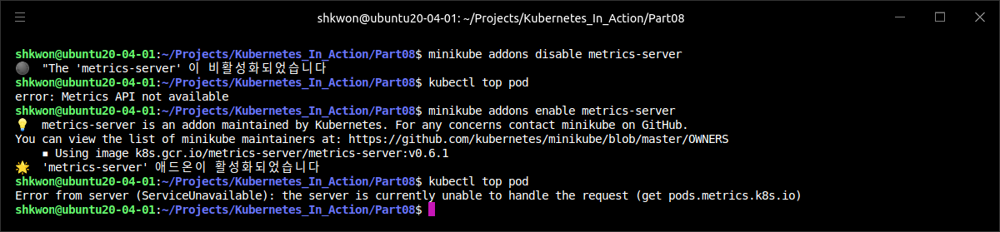 shkwon@ubuntu20-04-01: ~/Projects/Kubernetes_In_Action/Part08
shkwon@ubuntu20-04-01:~/Projects/Kubernetes_In_Action/Part08$ minikube addons disable metrics-server
"The 'metrics-server' 이 비활성화되었습니다
shkwon@ubuntu20-04-01:~/Projects/Kubernetes_In_Action/Part08$ kubectl top pod
error: Metrics API not available
shkwon@ubuntu20-04-01:~/Projects/Kubernetes_In_Action/Part08$ minikube addons enable metrics-server
💡 metrics-server is an addon maintained by Kubernetes. For any concerns contact minikube on GitHub.
You can view the list of minikube maintainers at: https://github.com/kubernetes/minikube/blob/master/OWNERS
▪ Using image k8s.gcr.io/metrics-server/metrics-server:v0.6.1
🌟 'metrics-server' 애드온이 활성화되었습니다
shkwon@ubuntu20-04-01:~/Projects/Kubernetes_In_Action/Part08$ kubectl top pod
Error from server (ServiceUnavailable): the server is currently unable to handle the request (get pods.metrics.k8s.io)
shkwon@ubuntu20-04-01:~/Projects/Kubernetes_In_Action/Part08$